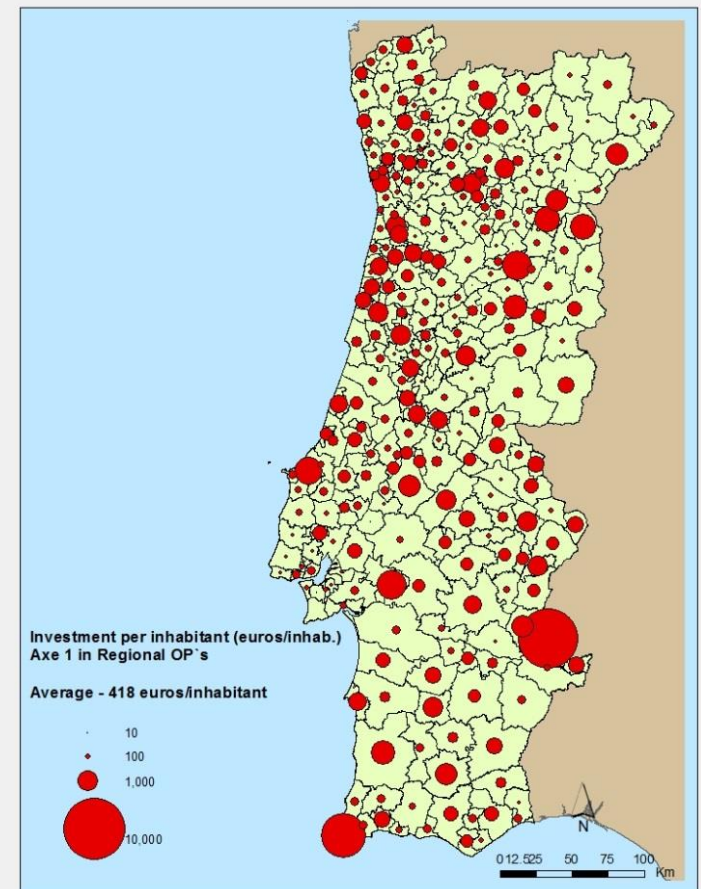 Investment per inhabitant (euros/inhab.)
Axe 1 in Regional OP`s
Average - 418 euros/inhabitant
10
100
1,000
10,000
N
0 12.5 25 50 75 100
Km